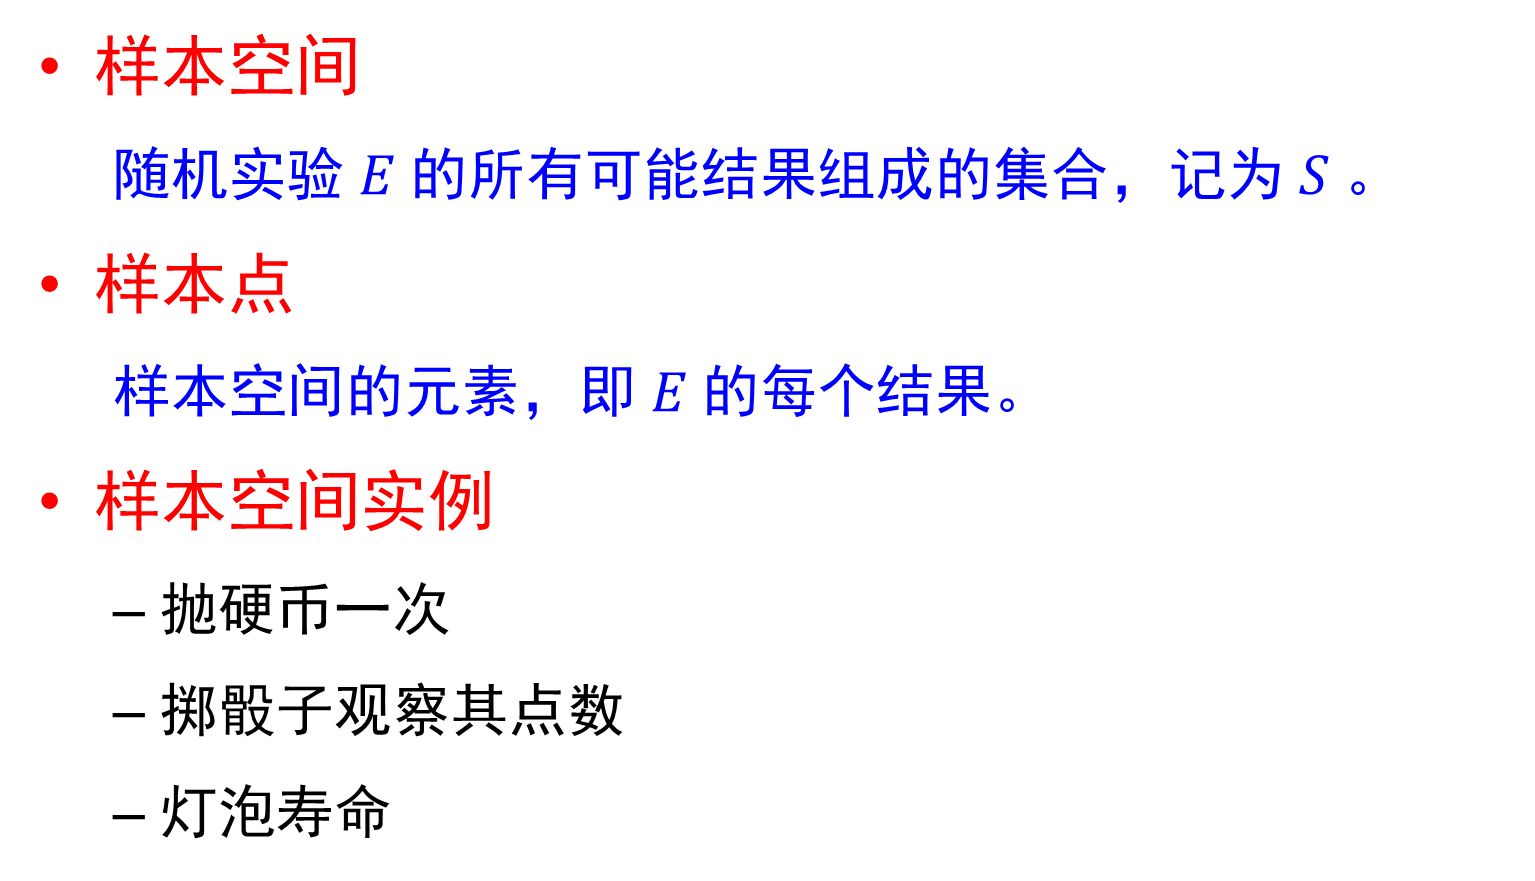 • 样本空间
随机实验 E 的所有可能结果组成的集合，记为 S 。
• 样本点
样本空间的元素，即 E 的每个结果。
• 样本空间实例
– 抛硬币一次
– 掷骰子观察其点数
– 灯泡寿命